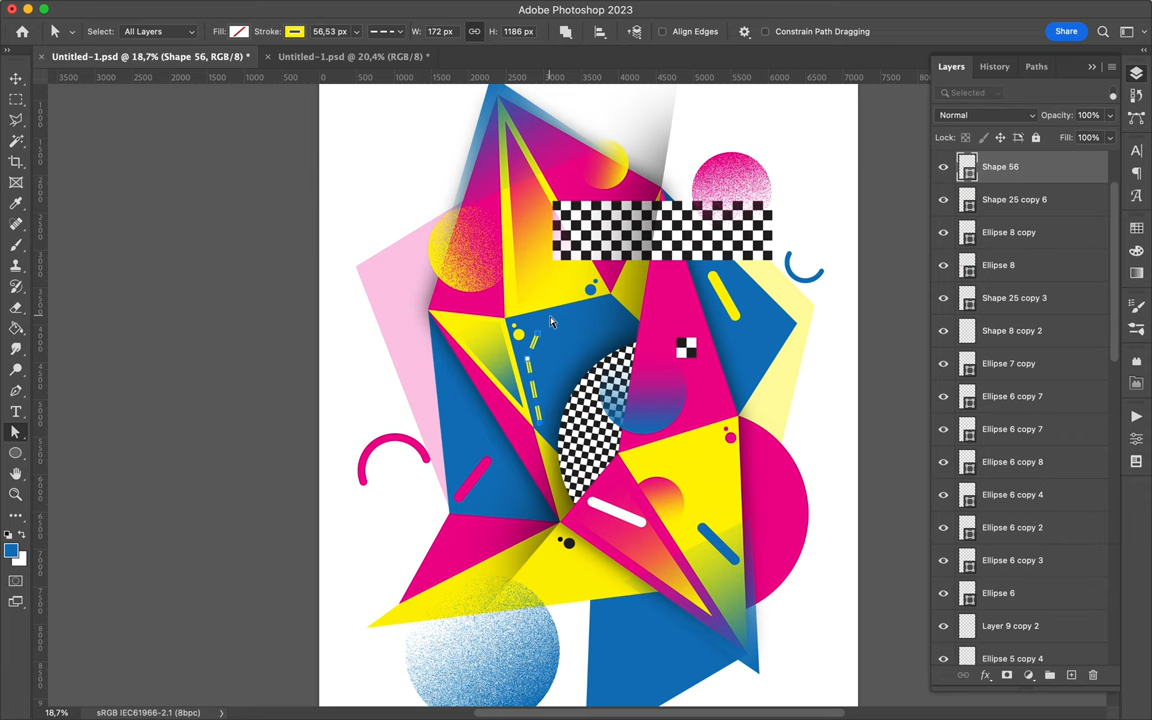 Adobe Photoshop 2023
Select: All Layers Fill: Stroke: 56,53 px W: 172 px H: 1186 px Align Edges Constrain Path Dragging Share
Untitled-1.psd @ 18,7% (Shape 56, RGB/8) * Untitled-1.psd @ 20,4% (RGB/8) *
3500 3000 2500 2000 1500 1000 500 0 500 1000 1500 2000 2500 3000 3500 4000 4500 5000 5500 6000 6500 7000 7500 8000
Layers History Paths
Selected
Normal Opacity: 100%
Lock: Fill: 100%
Shape 56
Shape 25 copy 6
Ellipse 8 copy
Ellipse 8
Shape 25 copy 3
Shape 8 copy 2
Ellipse 7 copy
Ellipse 6 copy 7
Ellipse 6 copy 7
Ellipse 6 copy 8
Ellipse 6 copy 4
Ellipse 6 copy 2
Ellipse 6 copy 3
Ellipse 6
Layer 9 copy 2
Ellipse 5 copy 4
18,7% sRGB IEC61966-2.1 (8bpc)